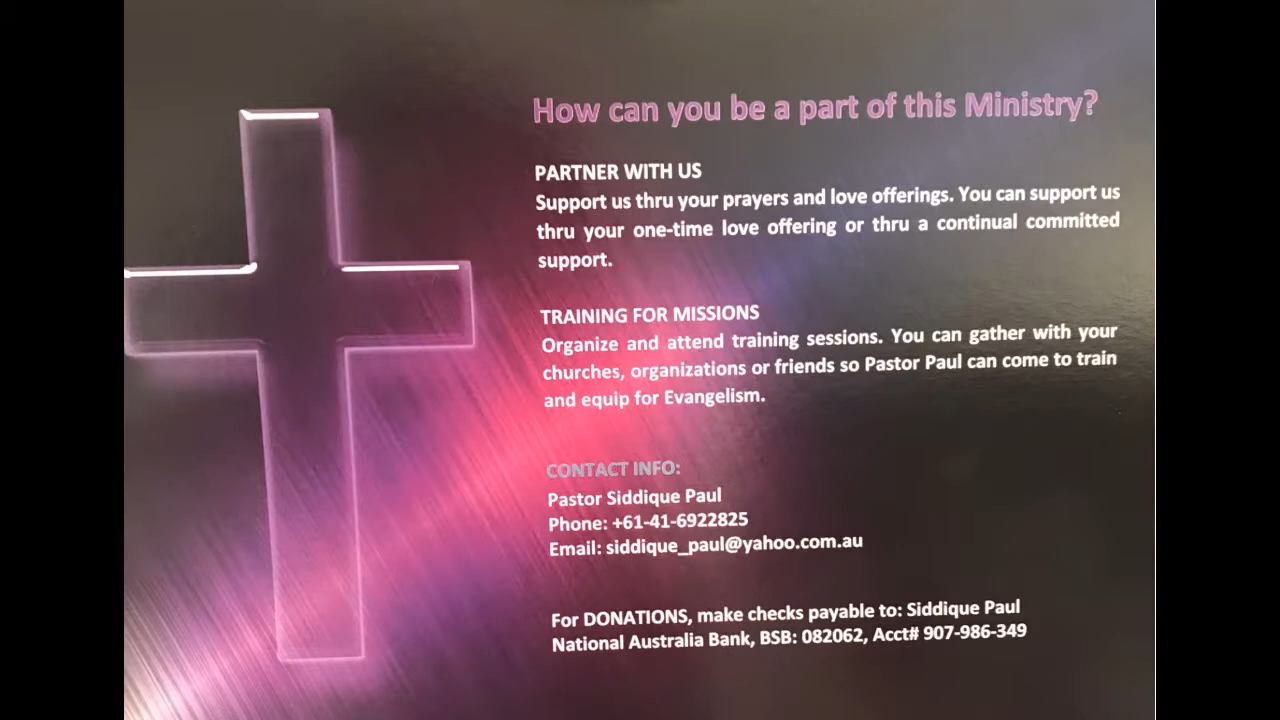 How can you be a part of this Ministry?
PARTNER WITH US
Support us thru your prayers and love offerings. You can support us
thru your one-time love offering or thru a continual committed
support.
TRAINING FOR MISSIONS
Organize and attend training sessions. You can gather with your
churches, organizations or friends so Pastor Paul can come to train
and equip for Evangelism.
CONTACT INFO:
Pastor Siddique Paul
Phone: +61-41-6922825
Email: siddique_paul@yahoo.com.au
For DONATIONS, make checks payable to: Siddique Paul
National Australia Bank, BSB: 082062, Acct# 907-986-349